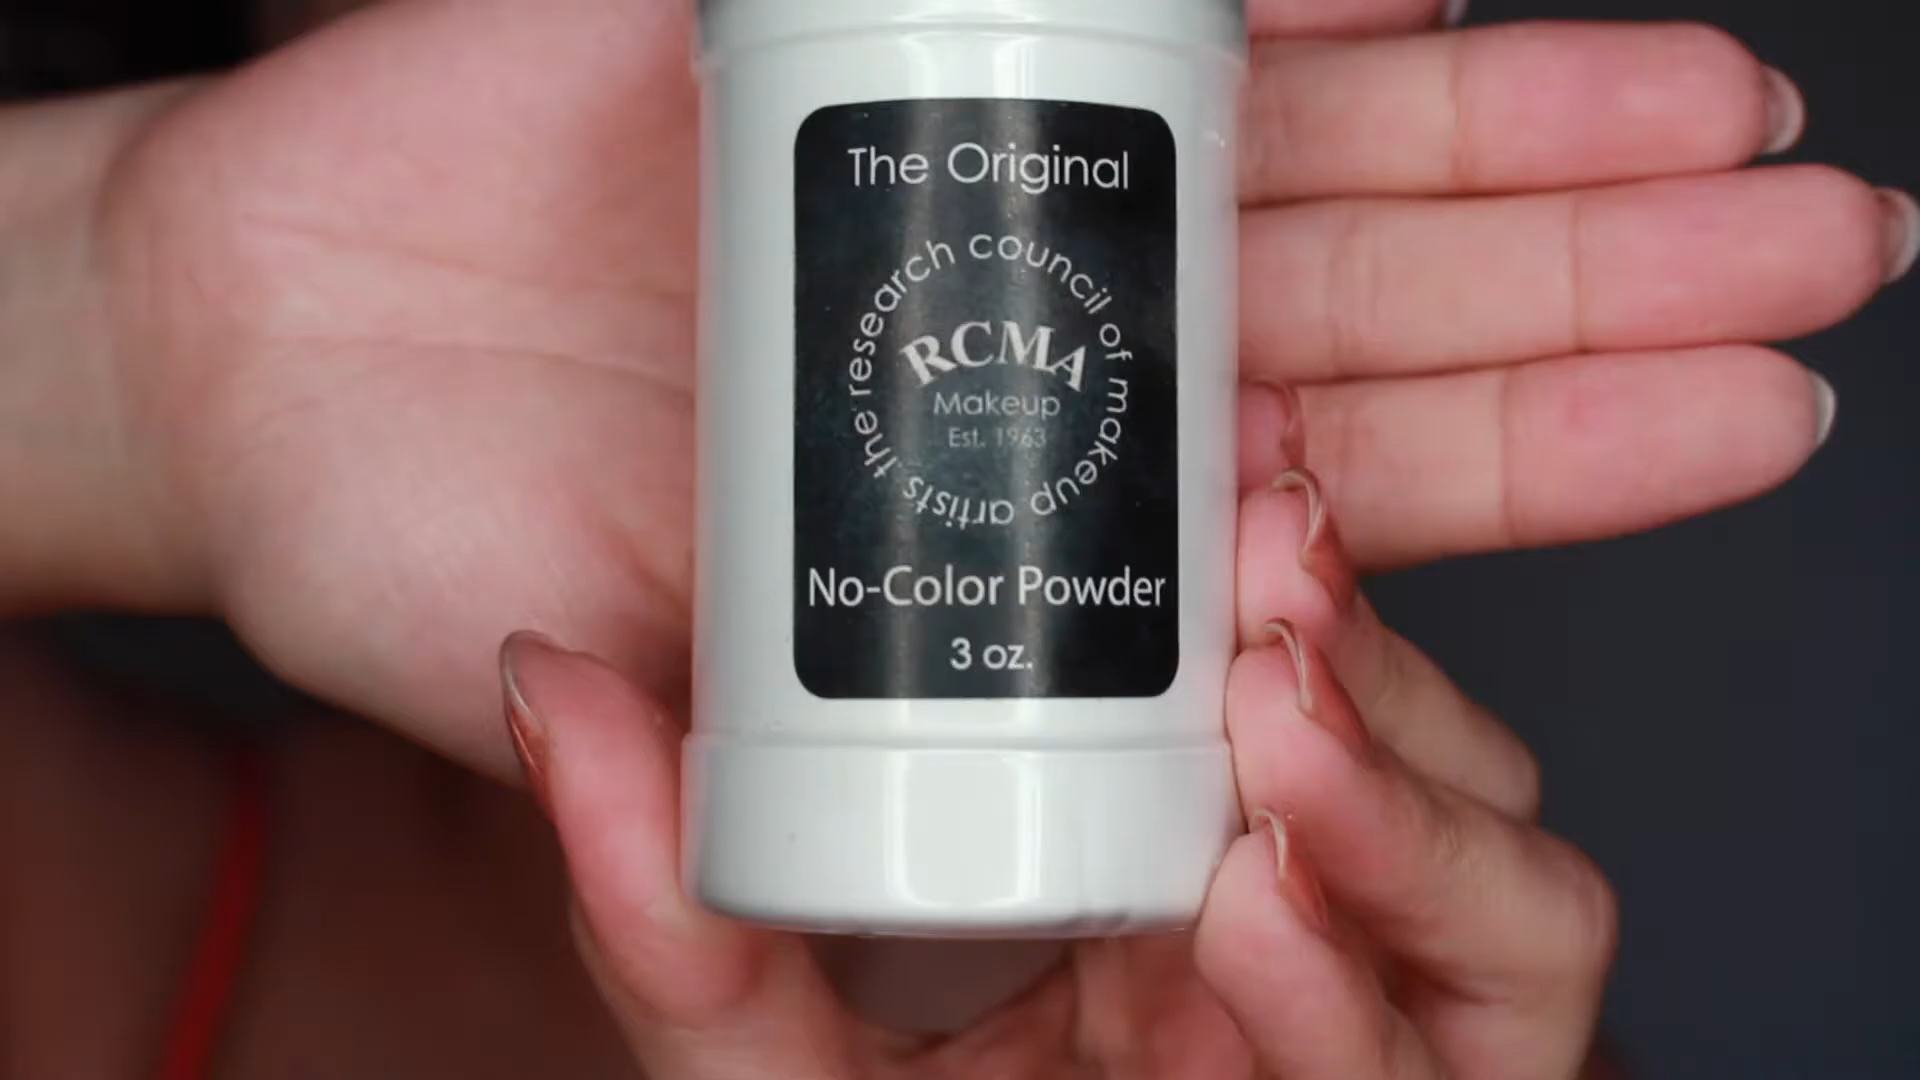 The Original
the research council of makeup artists
RCMA
Makeup
Est. 1963
No-Color Powder
3 oz.